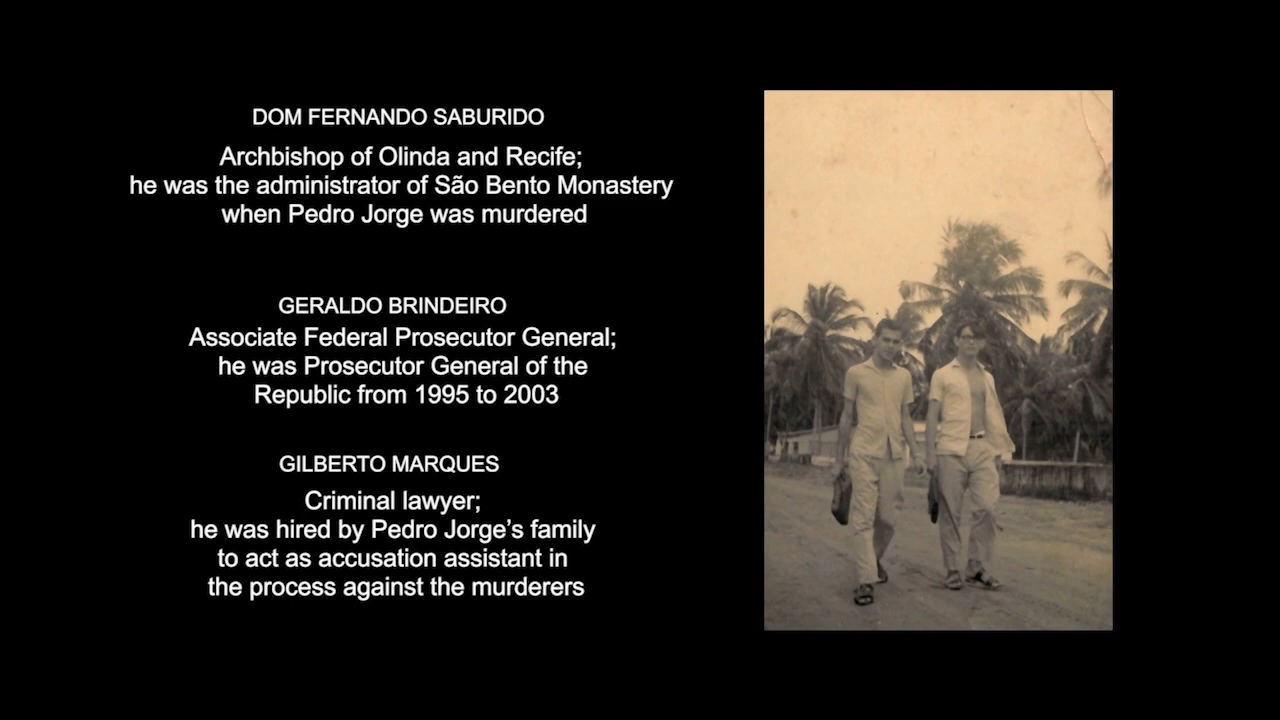 DOM FERNANDO SABURIDO
Archbishop of Olinda and Recife;
he was the administrator of São Bento Monastery
when Pedro Jorge was murdered
GERALDO BRINDEIRO
Associate Federal Prosecutor General;
he was Prosecutor General of the
Republic from 1995 to 2003
GILBERTO MARQUES
Criminal lawyer;
he was hired by Pedro Jorge’s family
to act as accusation assistant in
the process against the murderers